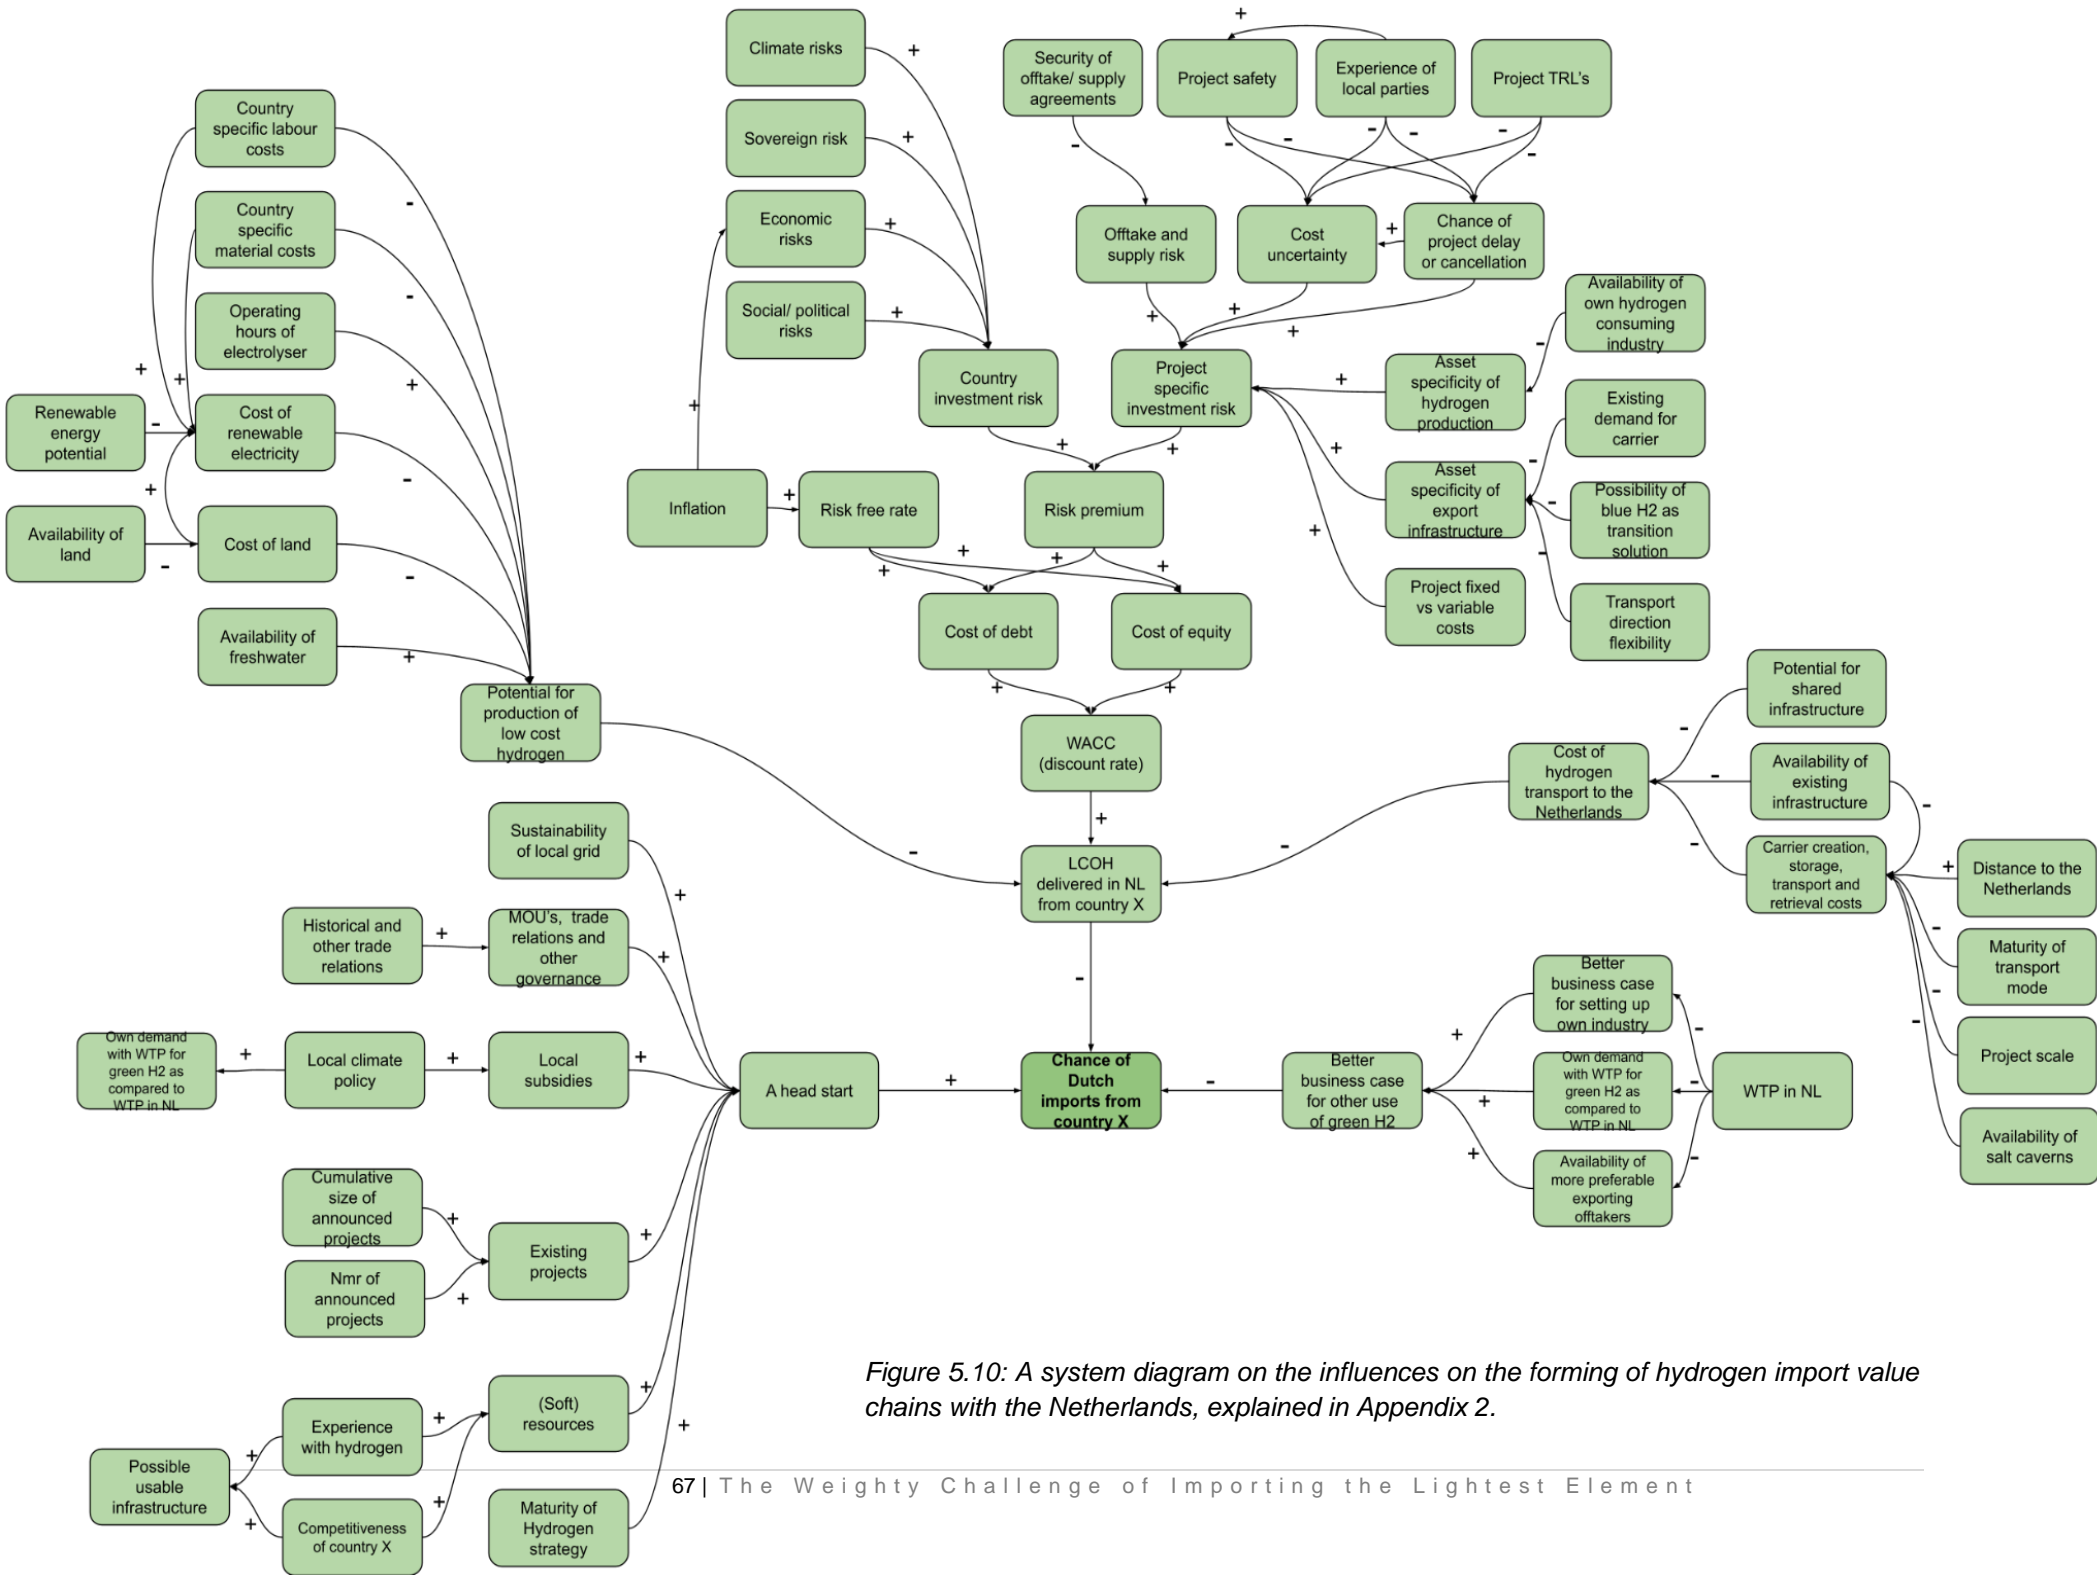 Climate risks
Sovereign risk
Economic
risks
Social/ political
risks
Security of
offtake/ supply
agreements
Project safety
Experience of
local parties
Project TRL's
Country
specific labour
costs
Country
specific
material costs
Operating
hours of
electrolyser
Cost of
renewable
electricity
Renewable
energy
potential
Availability of
land
Cost of land
Availability of
freshwater
Potential for
production of
low cost
hydrogen
Offtake and
supply risk
Cost
uncertainty
Chance of
project delay
or cancellation
Availability of
own hydrogen
consuming
industry
Country
investment risk
Project
specific
investment risk
Asset
specificity of
hydrogen
production
Existing
demand for
carrier
Asset
specificity of
export
infrastructure
Possibility of
blue H2 as
transition
solution
Project fixed
vs variable
costs
Transport
direction
flexibility
Inflation
Risk free rate
Risk premium
Cost of debt
Cost of equity
WACC
(discount rate)
LCOH
delivered in NL
from country X
Potential for
shared
infrastructure
Cost of
hydrogen
transport to the
Netherlands
Availability of
existing
infrastructure
Carrier creation,
storage,
transport and
retrieval costs
Distance to the
Netherlands
Maturity of
transport
mode
Project scale
Availability of
salt caverns
Sustainability
of local grid
Historical and
other trade
relations
MOU's, trade
relations and
other
governance
Own demand
with WTP for
green H2 as
compared to
WTP in NL
Local climate
policy
Local
subsidies
A head start
Chance of
Dutch
imports from
country X
Better
business case
for other use
of green H2
Better
business case
for setting up
own industry
Own demand
with WTP for
green H2 as
compared to
WTP in NL
Availability of
more preferable
exporting
offtakers
WTP in NL
Cumulative
size of
announced
projects
Nmr of
announced
projects
Existing
projects
Experience
with hydrogen
(Soft)
resources
Possible
usable
infrastructure
Competitiveness
of country X
Maturity of
Hydrogen
strategy
Figure 5.10: A system diagram on the influences on the forming of hydrogen import value
chains with the Netherlands, explained in Appendix 2.
67 | The Weighty Challenge of Importing the Lightest Element